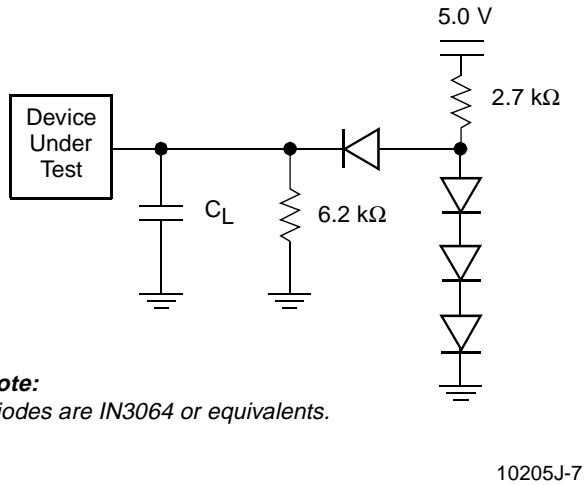 5.0 V
2.7 kΩ
Device
Under
Test
CL
6.2 kΩ
ote:
iodes are IN3064 or equivalents.
10205J-7